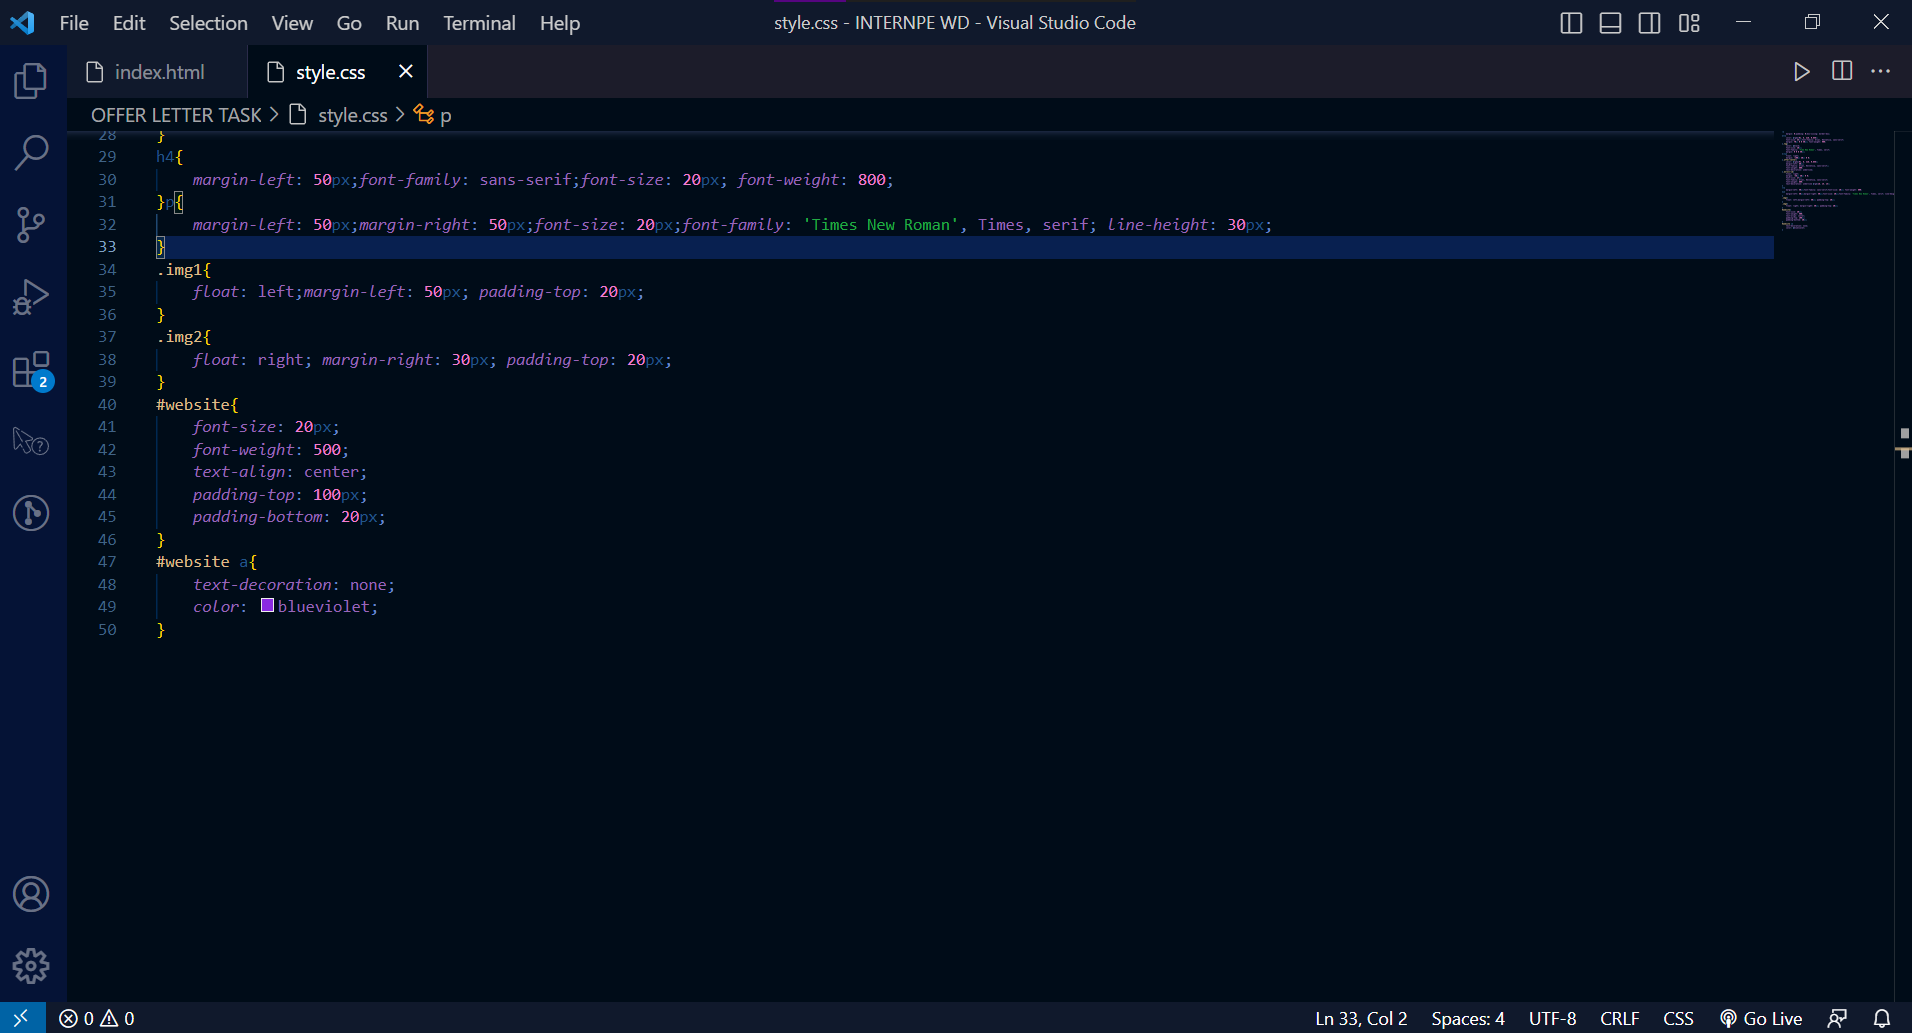 File Edit Selection View Go Run Terminal Help style.css - INTERNPE WD - Visual Studio Code
index.html style.css
OFFER LETTER TASK > style.css > p
28 }
29 h4{
30 margin-left: 50px;font-family: sans-serif;font-size: 20px; font-weight: 800;
31 }p{
32 margin-left: 50px;margin-right: 50px;font-size: 20px;font-family: 'Times New Roman', Times, serif; line-height: 30px;
33 }
34 .img1{
35 float: left;margin-left: 50px; padding-top: 20px;
36 }
37 .img2{
38 float: right; margin-right: 30px; padding-top: 20px;
39 }
40 #website{
41 font-size: 20px;
42 font-weight: 500;
43 text-align: center;
44 padding-top: 100px;
45 padding-bottom: 20px;
46 }
47 #website a{
48 text-decoration: none;
49 color: blueviolet;
50 }
2
0 0 Ln 33, Col 2 Spaces: 4 UTF-8 CRLF CSS Go Live